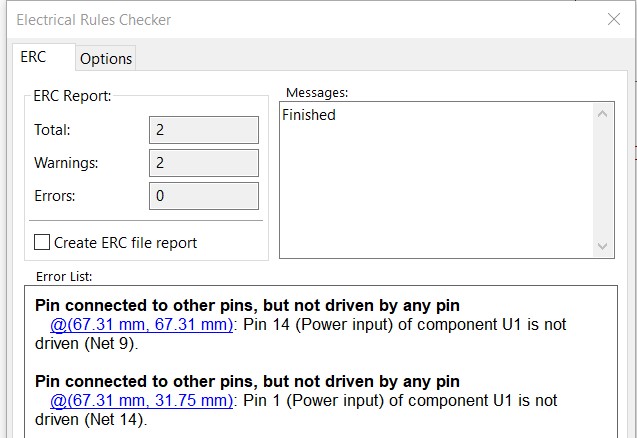 Electrical Rules Checker
ERC
Options
ERC Report:
Total:
2
Warnings:
2
Errors:
0
Create ERC file report
Messages:
Finished
Error List:
Pin connected to other pins, but not driven by any pin
@(67.31 mm, 67.31 mm): Pin 14 (Power input) of component U1 is not
driven (Net 9).
Pin connected to other pins, but not driven by any pin
@(67.31 mm, 31.75 mm): Pin 1 (Power input) of component U1 is not
driven (Net 14).